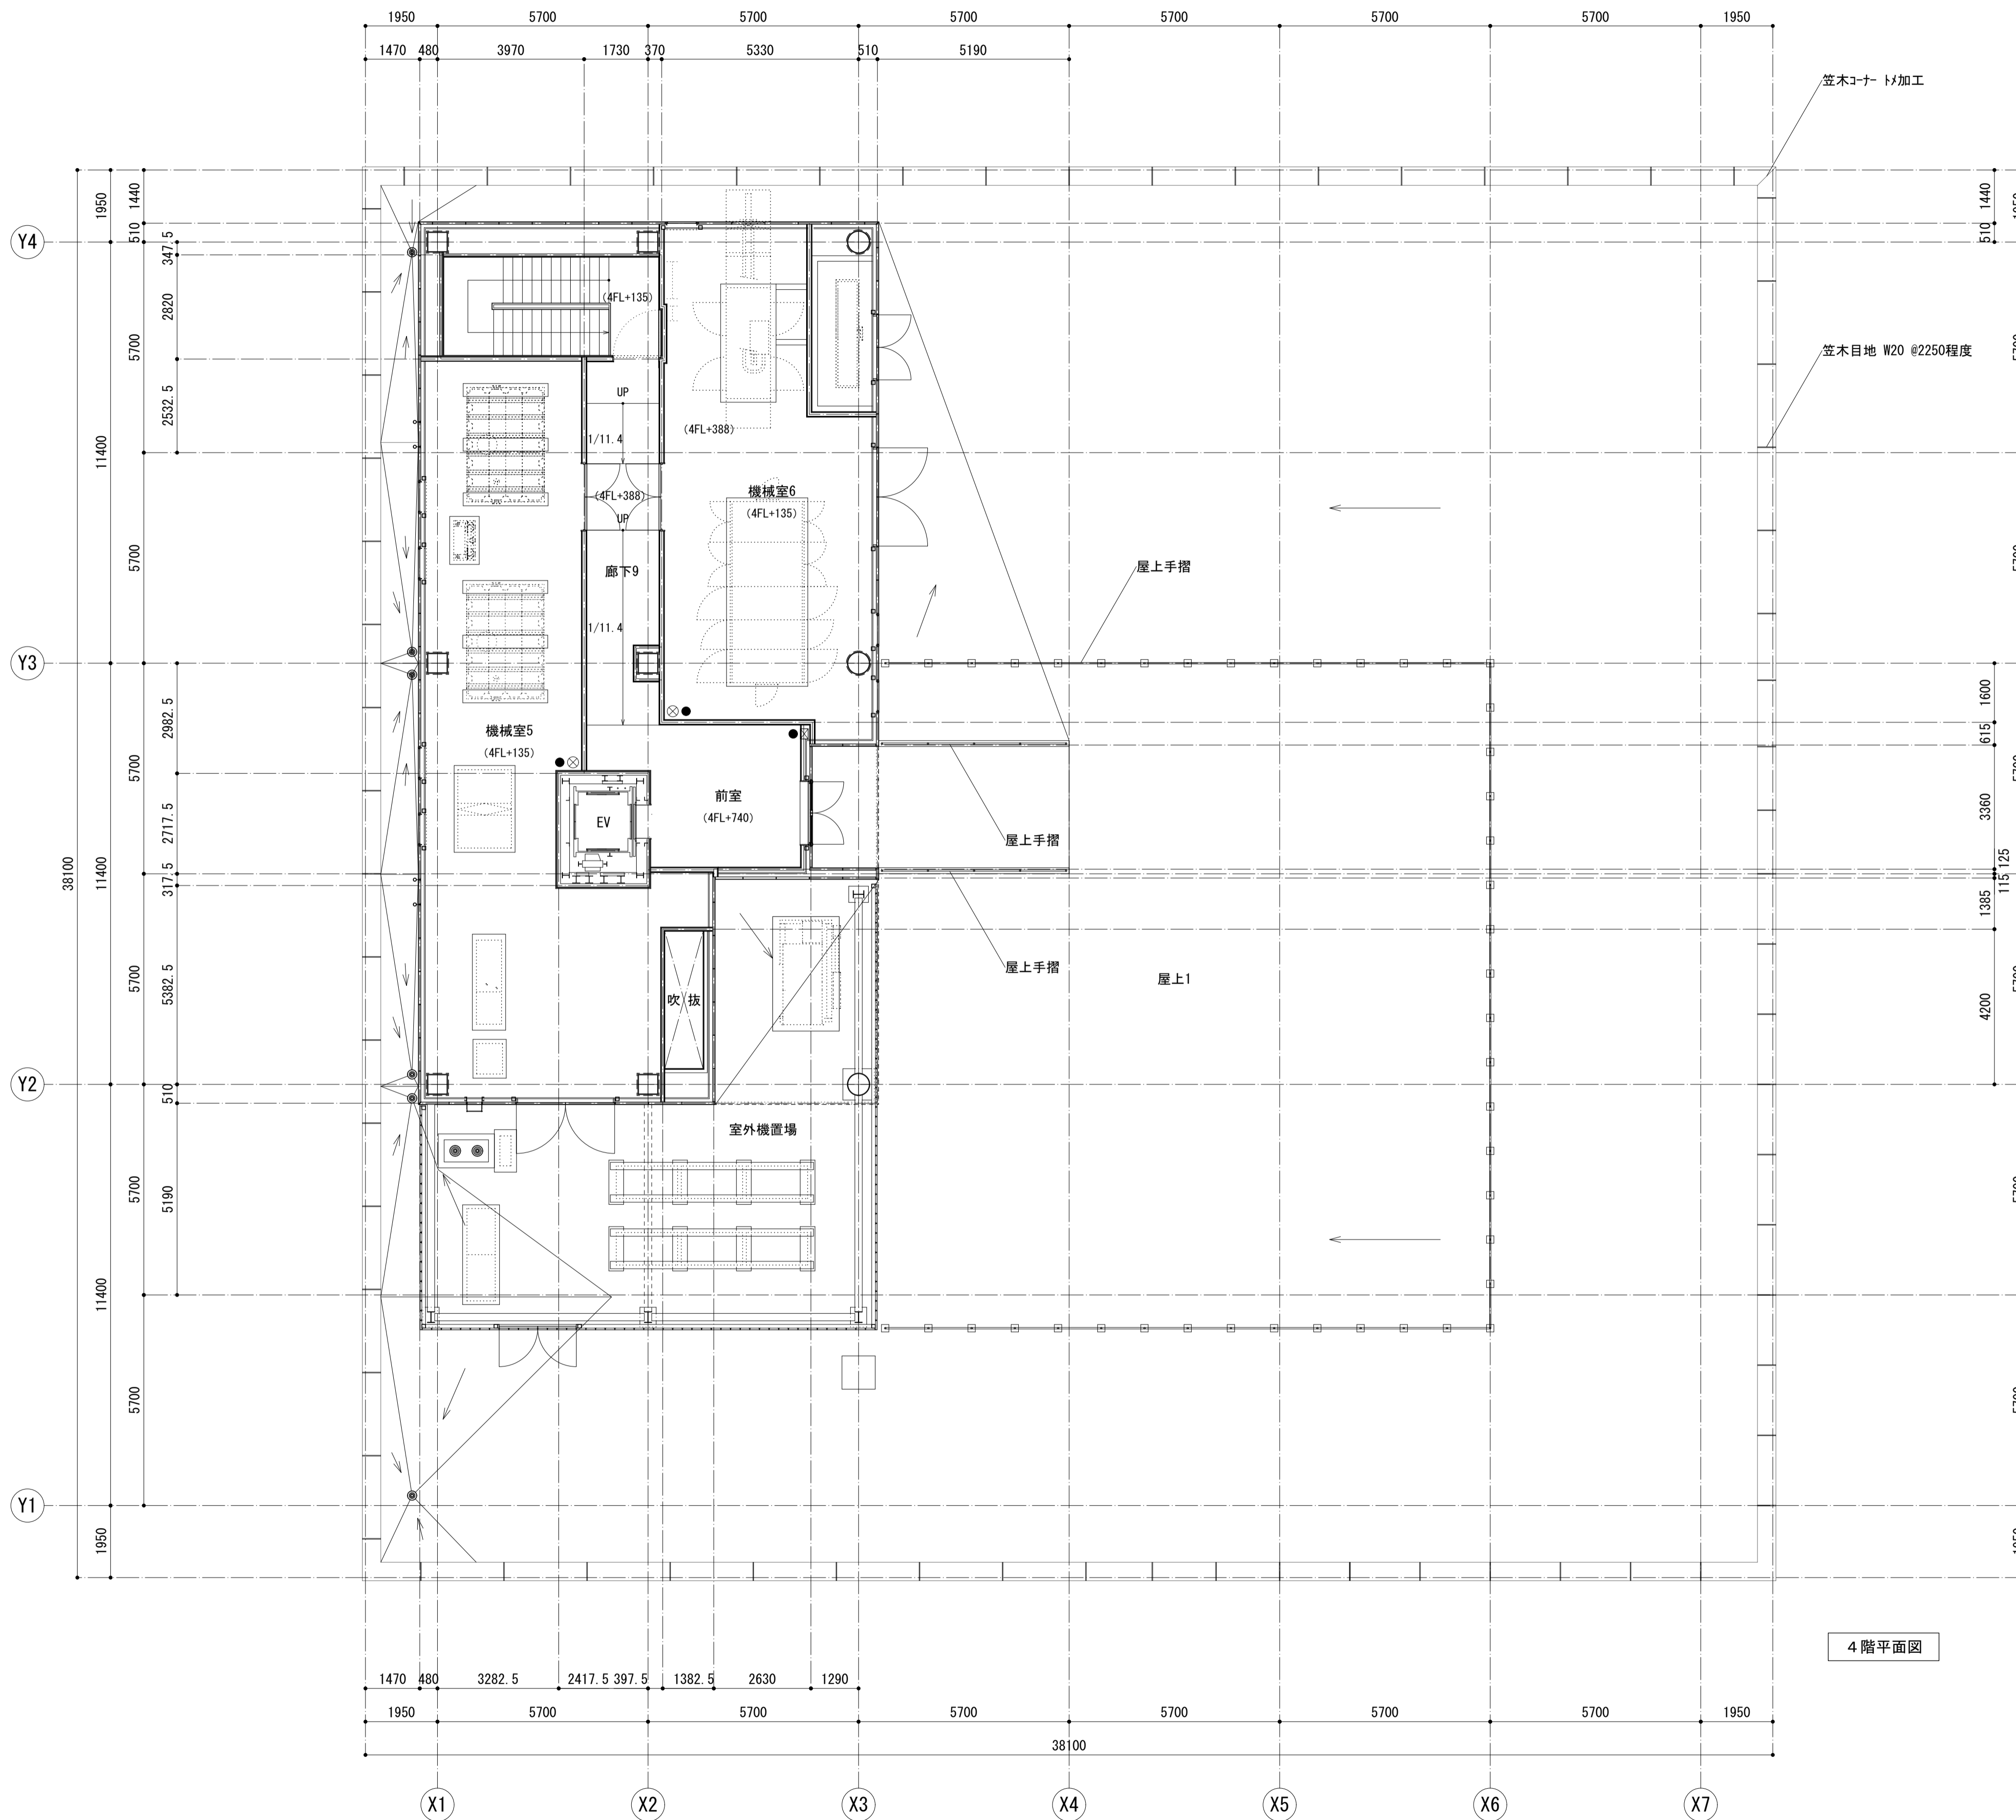 1950 5700 5700 5700 5700 5700 5700 1950
1470 480 3970 1730 370 5330 510 5190
笠木コーナー トメ加工
笠木目地 W20 @2250程度
Y4
Y3
Y2
Y1
38100
1950
11400
11400
11400
1950
1440
510
5700
5700
5700
5700
5700
5700
347.5
2820
2532.5
2982.5
2717.5
317.5
5382.5
510
5190
(4FL+135)
UP
1/11.4
(4FL+388)
(4FL+388)
UP
機械室6
(4FL+135)
廊下9
1/11.4
屋上手摺
機械室5
(4FL+135)
前室
(4FL+740)
EV
屋上手摺
屋上手摺
吹抜
屋上1
室外機置場
1440
510
1600
615
3360
125
115
1385
4200
4階平面図
1470 480 3282.5 2417.5 397.5 1382.5 2630 1290
1950 5700 5700 5700 5700 5700 5700 1950
38100
X1 X2 X3 X4 X5 X6 X7